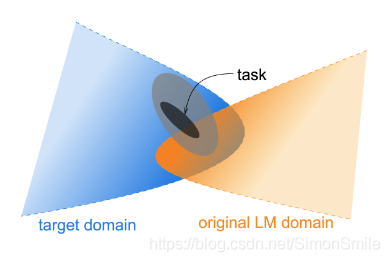 task
target domain
original LM domain
https://blog.csdn.net/SimonSmile